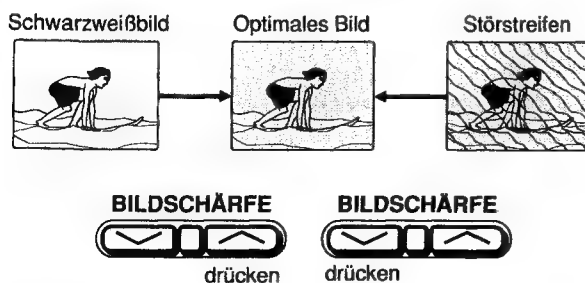 Schwarzweißbild Optimales Bild Störstreifen
BILDSCHÄRFE BILDSCHÄRFE
drücken drücken